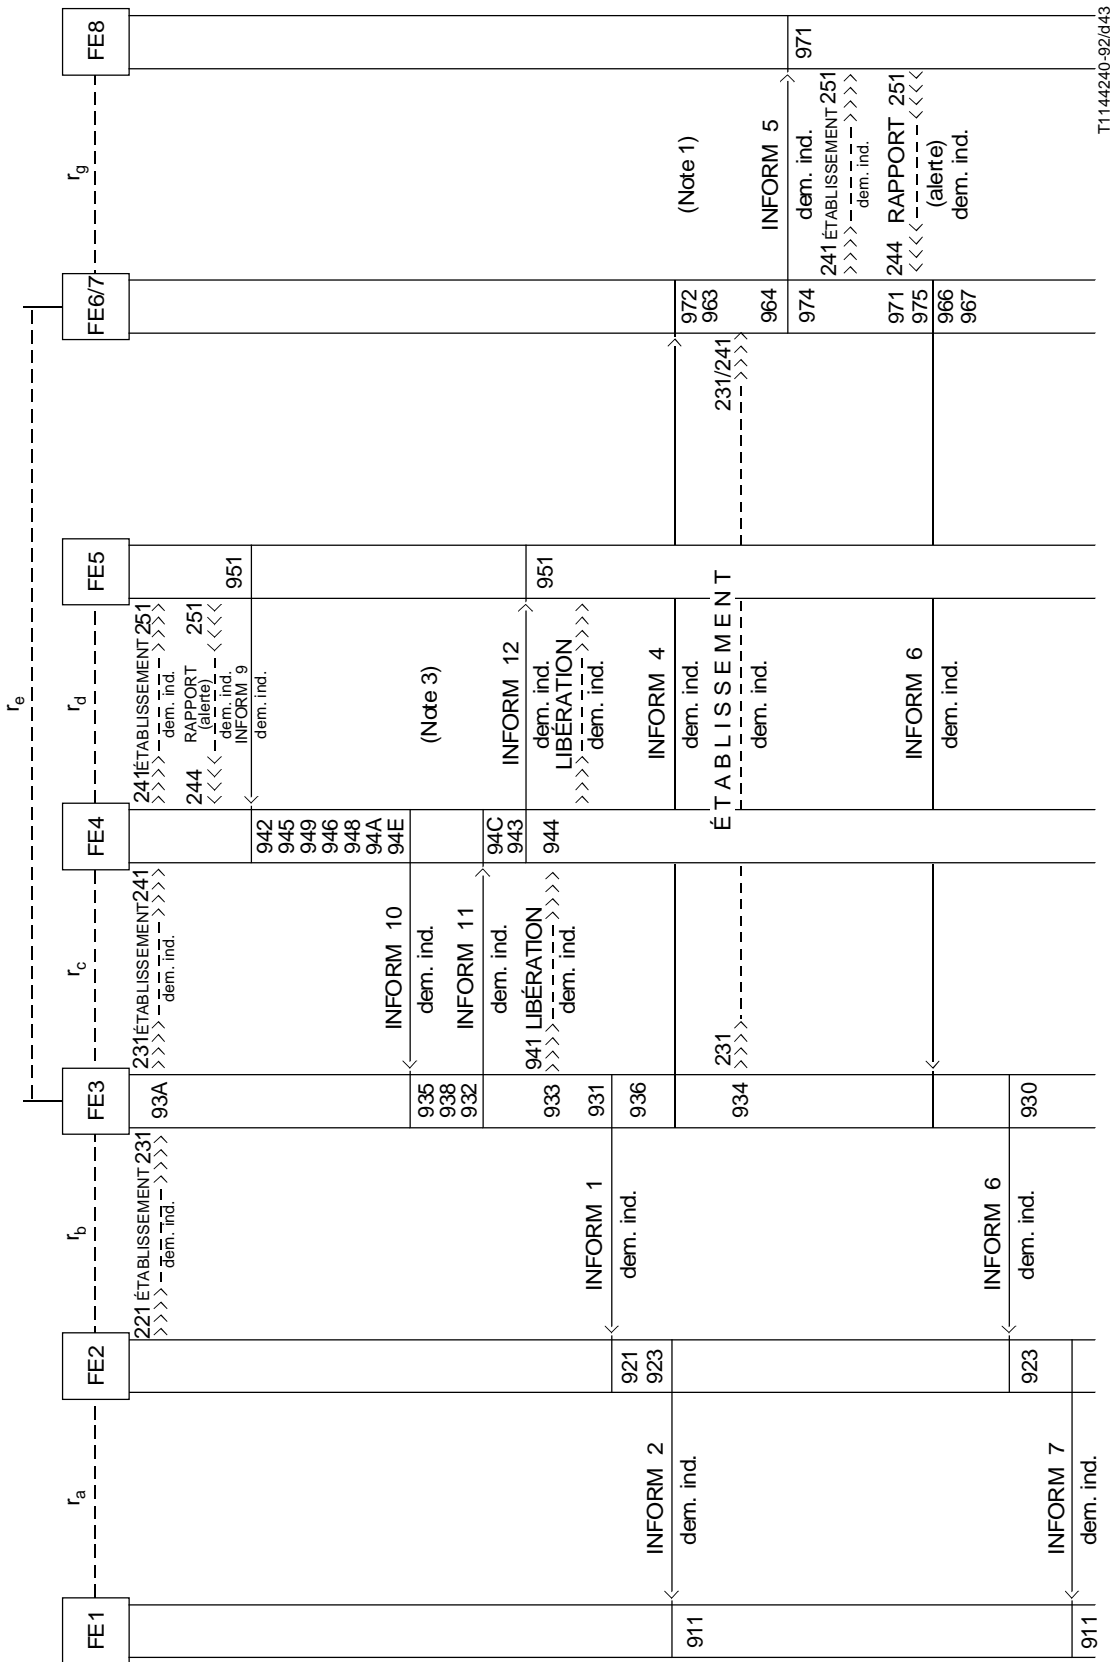 r_e
r_a
r_b
r_c
r_d
r_g
FE1
FE2
FE3
FE4
FE5
FE6/7
FE8
221 ÉTABLISSEMENT 231
dem. ind.
93A
231 ÉTABLISSEMENT 241
dem. ind.
241 ÉTABLISSEMENT 251
dem. ind.
244 RAPPORT 251
(alerte)
dem. ind.
INFORM 9
dem. ind.
951
942
945
949
946
948
94A
94E
INFORM 10
dem. ind.
(Note 3)
935
938
932
INFORM 11
dem. ind.
94C
943
INFORM 12
dem. ind.
951
933
941 LIBÉRATION
dem. ind.
944
LIBÉRATION
dem. ind.
931
INFORM 1
dem. ind.
921
923
936
INFORM 2
dem. ind.
911
INFORM 4
dem. ind.
972
963
(Note 1)
934
231
ÉTABLISSEMENT
dem. ind.
231/241
964
INFORM 5
dem. ind.
971
974
241 ÉTABLISSEMENT 251
dem. ind.
244 RAPPORT 251
(alerte)
dem. ind.
971
975
966
967
INFORM 6
dem. ind.
930
INFORM 6
dem. ind.
923
INFORM 7
dem. ind.
911
T1144240-92/d43